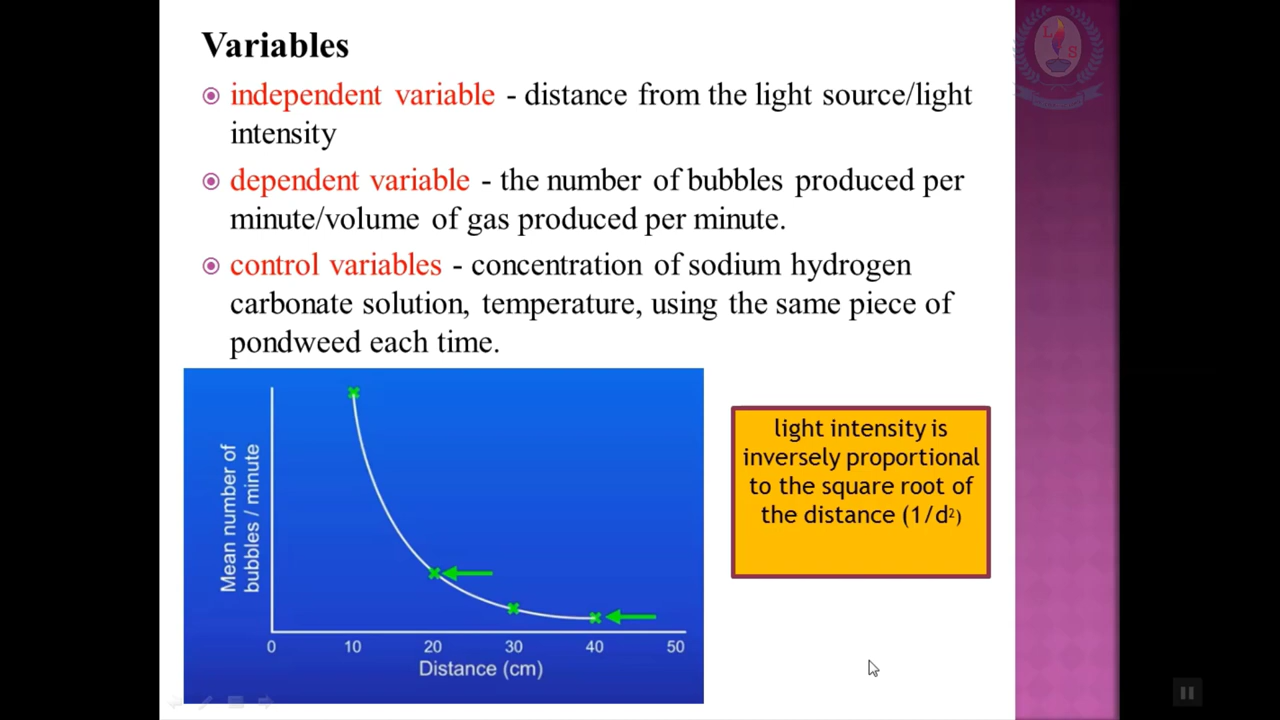 Variables
independent variable - distance from the light source/light
intensity
dependent variable - the number of bubbles produced per
minute/volume of gas produced per minute.
control variables - concentration of sodium hydrogen
carbonate solution, temperature, using the same piece of
pondweed each time.
Mean number of
bubbles / minute
0 10 20 30 40 50
Distance (cm)
light intensity is
inversely proportional
to the square root of
the distance (1/d²)
L
S